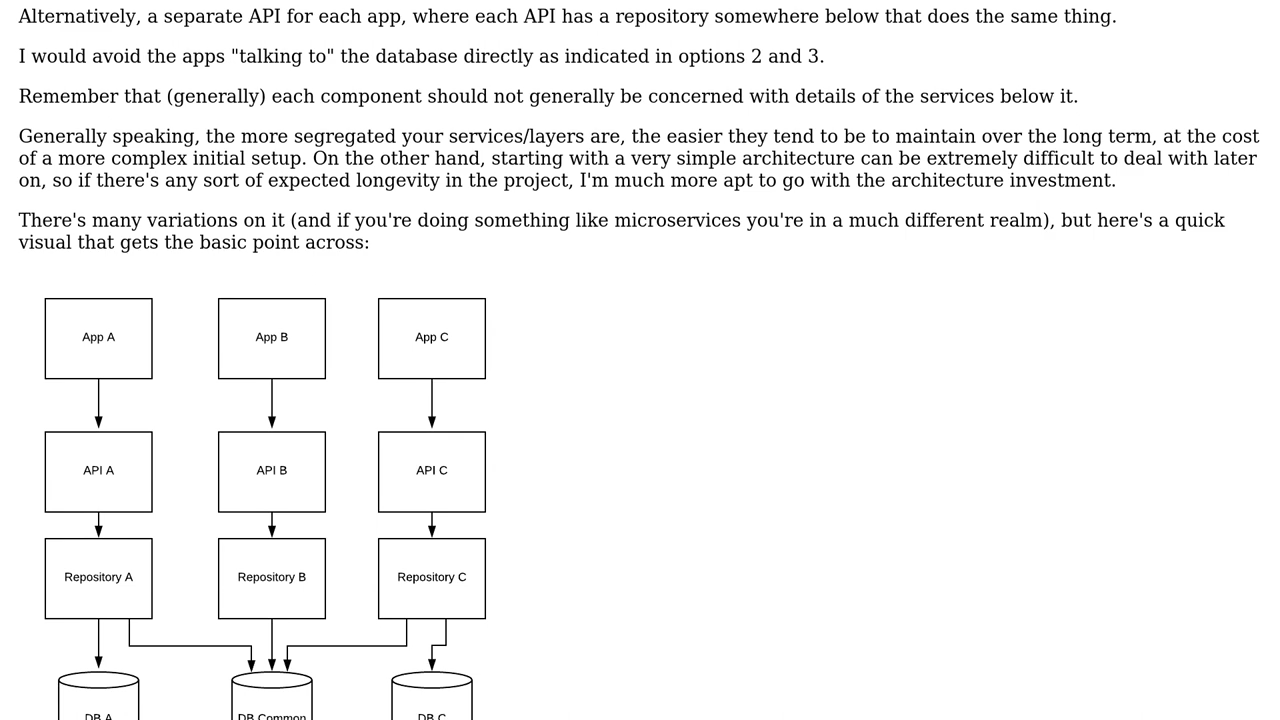 Alternatively, a separate API for each app, where each API has a repository somewhere below that does the same thing.
I would avoid the apps "talking to" the database directly as indicated in options 2 and 3.
Remember that (generally) each component should not generally be concerned with details of the services below it.
Generally speaking, the more segregated your services/layers are, the easier they tend to be to maintain over the long term, at the cost
of a more complex initial setup. On the other hand, starting with a very simple architecture can be extremely difficult to deal with later
on, so if there's any sort of expected longevity in the project, I'm much more apt to go with the architecture investment.
There's many variations on it (and if you're doing something like microservices you're in a much different realm), but here's a quick
visual that gets the basic point across:
App A
App B
App C
API A
API B
API C
Repository A
Repository B
Repository C
DB A
DB Common
DB C